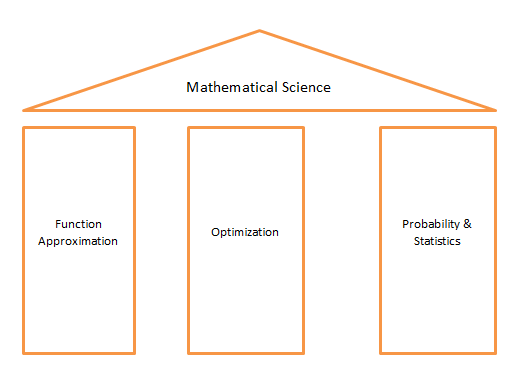 Mathematical Science
Function
Approximation
Optimization
Probability &
Statistics